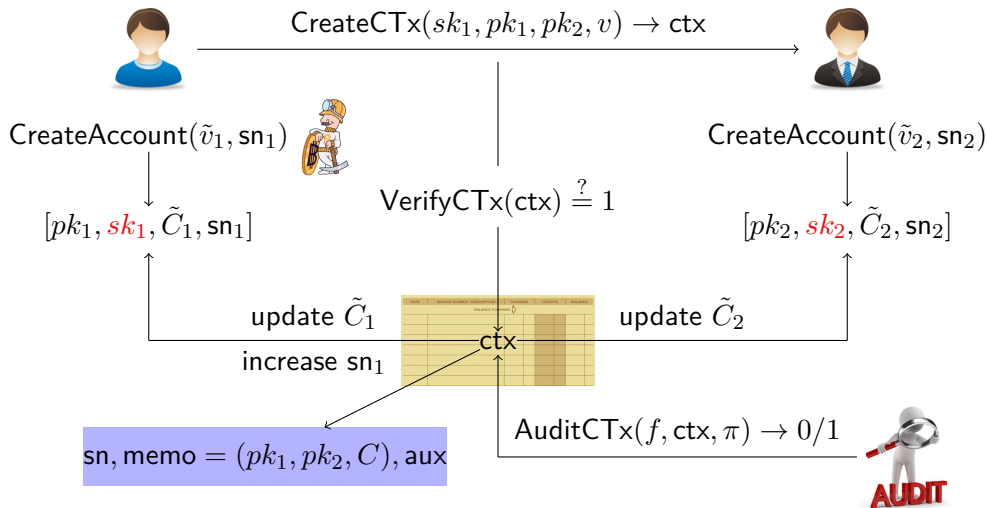 CreateCTx(sk₁, pk₁, pk₂, v) → ctx
CreateAccount(ṽ₁, sn₁)
CreateAccount(ṽ₂, sn₂)
VerifyCTx(ctx) ≟ 1
[pk₁, sk₁, C̃₁, sn₁]
[pk₂, sk₂, C̃₂, sn₂]
update C̃₁
update C̃₂
ctx
increase sn₁
AuditCTx(f, ctx, π) → 0/1
sn, memo = (pk₁, pk₂, C), aux
AUDIT